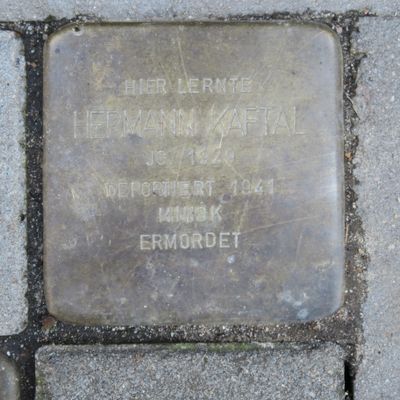 HIER LERNTE
HERMANN KAFTAL
JG. 1929
DEPORTIERT 1941
MINSK
ERMORDET